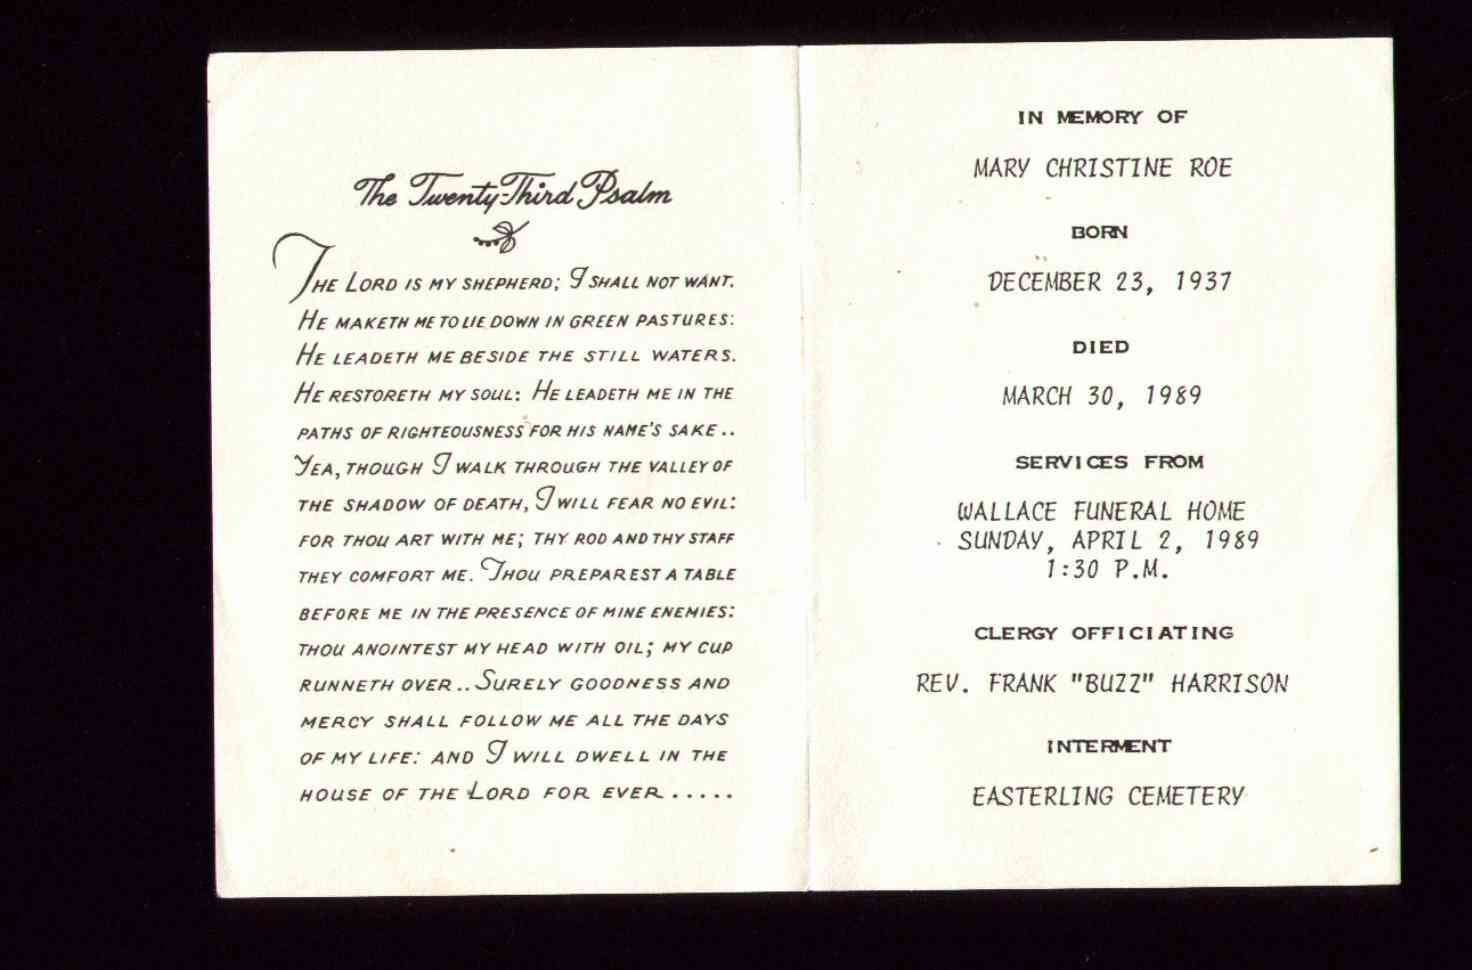 The Twenty-Third Psalm
THE LORD IS MY SHEPHERD; I SHALL NOT WANT.
HE MAKETH ME TO LIE DOWN IN GREEN PASTURES:
HE LEADETH ME BESIDE THE STILL WATERS.
HE RESTORETH MY SOUL: HE LEADETH ME IN THE
PATHS OF RIGHTEOUSNESS FOR HIS NAME'S SAKE..
YEA, THOUGH I WALK THROUGH THE VALLEY OF
THE SHADOW OF DEATH, I WILL FEAR NO EVIL:
FOR THOU ART WITH ME; THY ROD AND THY STAFF
THEY COMFORT ME. THOU PREPAREST A TABLE
BEFORE ME IN THE PRESENCE OF MINE ENEMIES:
THOU ANOINTEST MY HEAD WITH OIL; MY CUP
RUNNETH OVER.. SURELY GOODNESS AND
MERCY SHALL FOLLOW ME ALL THE DAYS
OF MY LIFE: AND I WILL DWELL IN THE
HOUSE OF THE LORD FOR EVER.....
IN MEMORY OF
MARY CHRISTINE ROE
BORN
DECEMBER 23, 1937
DIED
MARCH 30, 1989
SERVICES FROM
WALLACE FUNERAL HOME
SUNDAY, APRIL 2, 1989
1:30 P.M.
CLERGY OFFICIATING
REV. FRANK "BUZZ" HARRISON
INTERMENT
EASTERLING CEMETERY